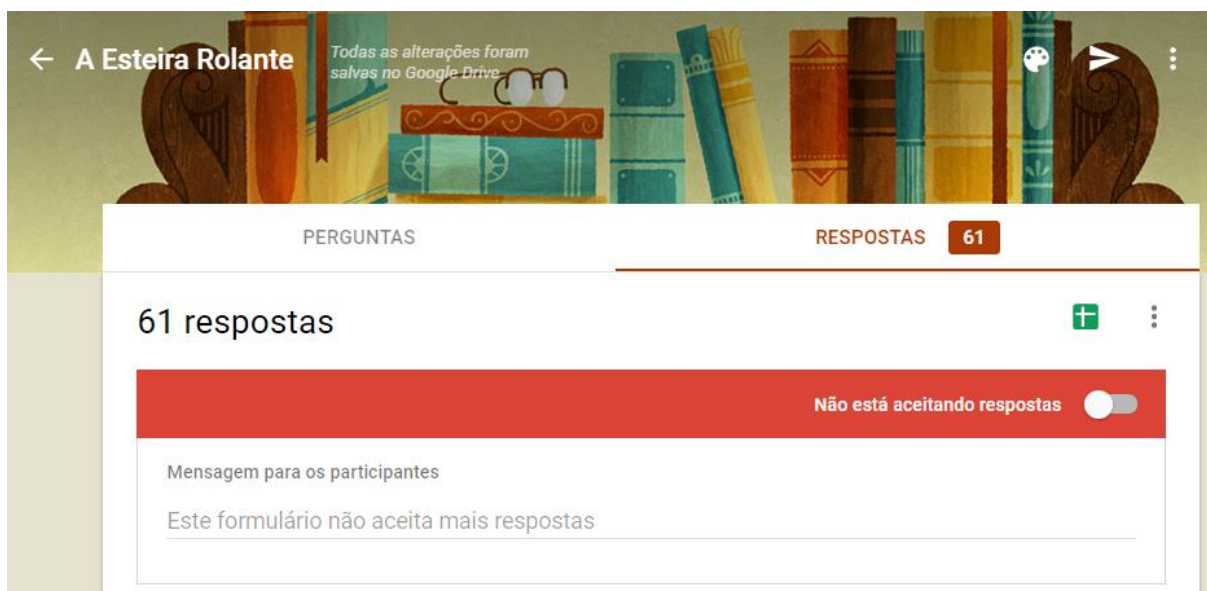 A Esteira Rolante
Todas as alterações foram
salvas no Google Drive
PERGUNTAS
RESPOSTAS 61
61 respostas
Não está aceitando respostas
Mensagem para os participantes
Este formulário não aceita mais respostas